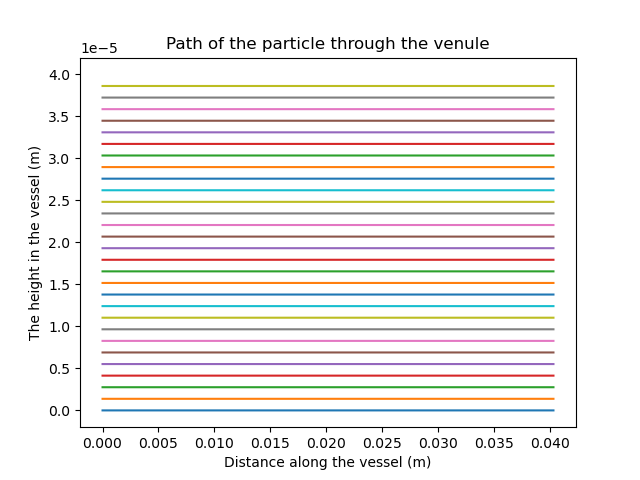 Path of the particle through the venule
1e−5
4.0
3.5
3.0
2.5
2.0
1.5
1.0
0.5
0.0
The height in the vessel (m)
0.000 0.005 0.010 0.015 0.020 0.025 0.030 0.035 0.040
Distance along the vessel (m)